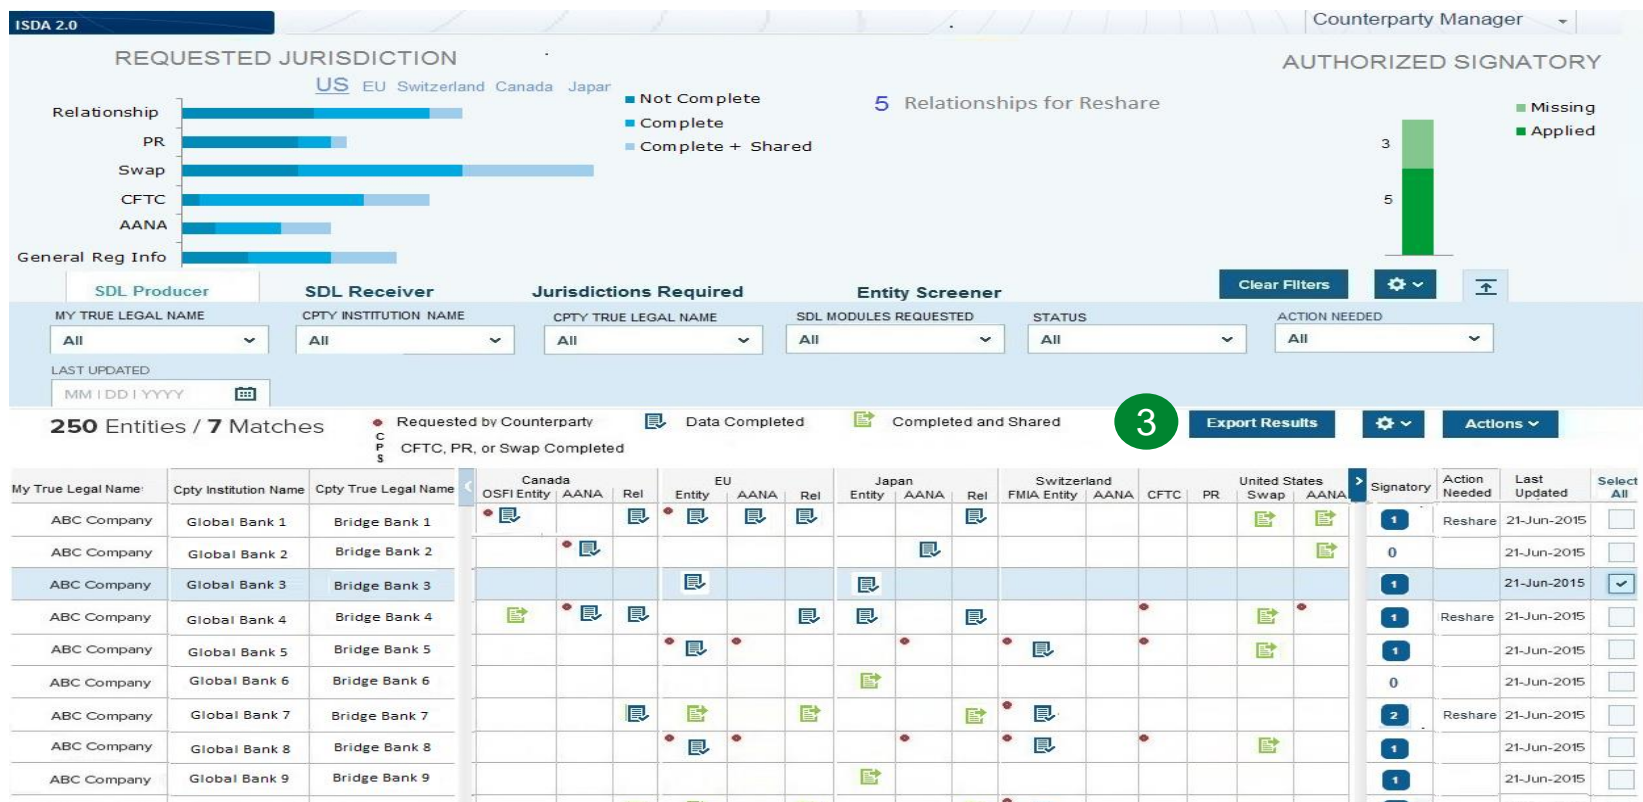 ISDA 2.0
Counterparty Manager
REQUESTED JURISDICTION
AUTHORIZED SIGNATORY
US EU Switzerland Canada Japar
Not Complete
Complete
Complete + Shared
5 Relationships for Reshare
Missing
Applied
3
5
Relationship
PR
Swap
CFTC
AANA
General Reg Info
SDL Producer SDL Receiver Jurisdictions Required Entity Screener Clear Filters
MY TRUE LEGAL NAME CPTY INSTITUTION NAME CPTY TRUE LEGAL NAME SDL MODULES REQUESTED STATUS ACTION NEEDED
All All All All All All
LAST UPDATED
MM | DD | YYYY
250 Entities / 7 Matches
Requested by Counterparty Data Completed Completed and Shared
C P S CFTC, PR, or Swap Completed
3 Export Results Actions
Canada EU Japan Switzerland United States
My True Legal Name Cpty Institution Name Cpty True Legal Name OSFI Entity AANA Rel Entity AANA Rel Entity AANA Rel FMIA Entity AANA CFTC PR Swap AANA Signatory Action Needed Last Updated Select All
ABC Company Global Bank 1 Bridge Bank 1 1 Reshare 21-Jun-2015
ABC Company Global Bank 2 Bridge Bank 2 0 21-Jun-2015
ABC Company Global Bank 3 Bridge Bank 3 1 21-Jun-2015
ABC Company Global Bank 4 Bridge Bank 4 1 Reshare 21-Jun-2015
ABC Company Global Bank 5 Bridge Bank 5 1 21-Jun-2015
ABC Company Global Bank 6 Bridge Bank 6 0 21-Jun-2015
ABC Company Global Bank 7 Bridge Bank 7 2 Reshare 21-Jun-2015
ABC Company Global Bank 8 Bridge Bank 8 1 21-Jun-2015
ABC Company Global Bank 9 Bridge Bank 9 1 21-Jun-2015